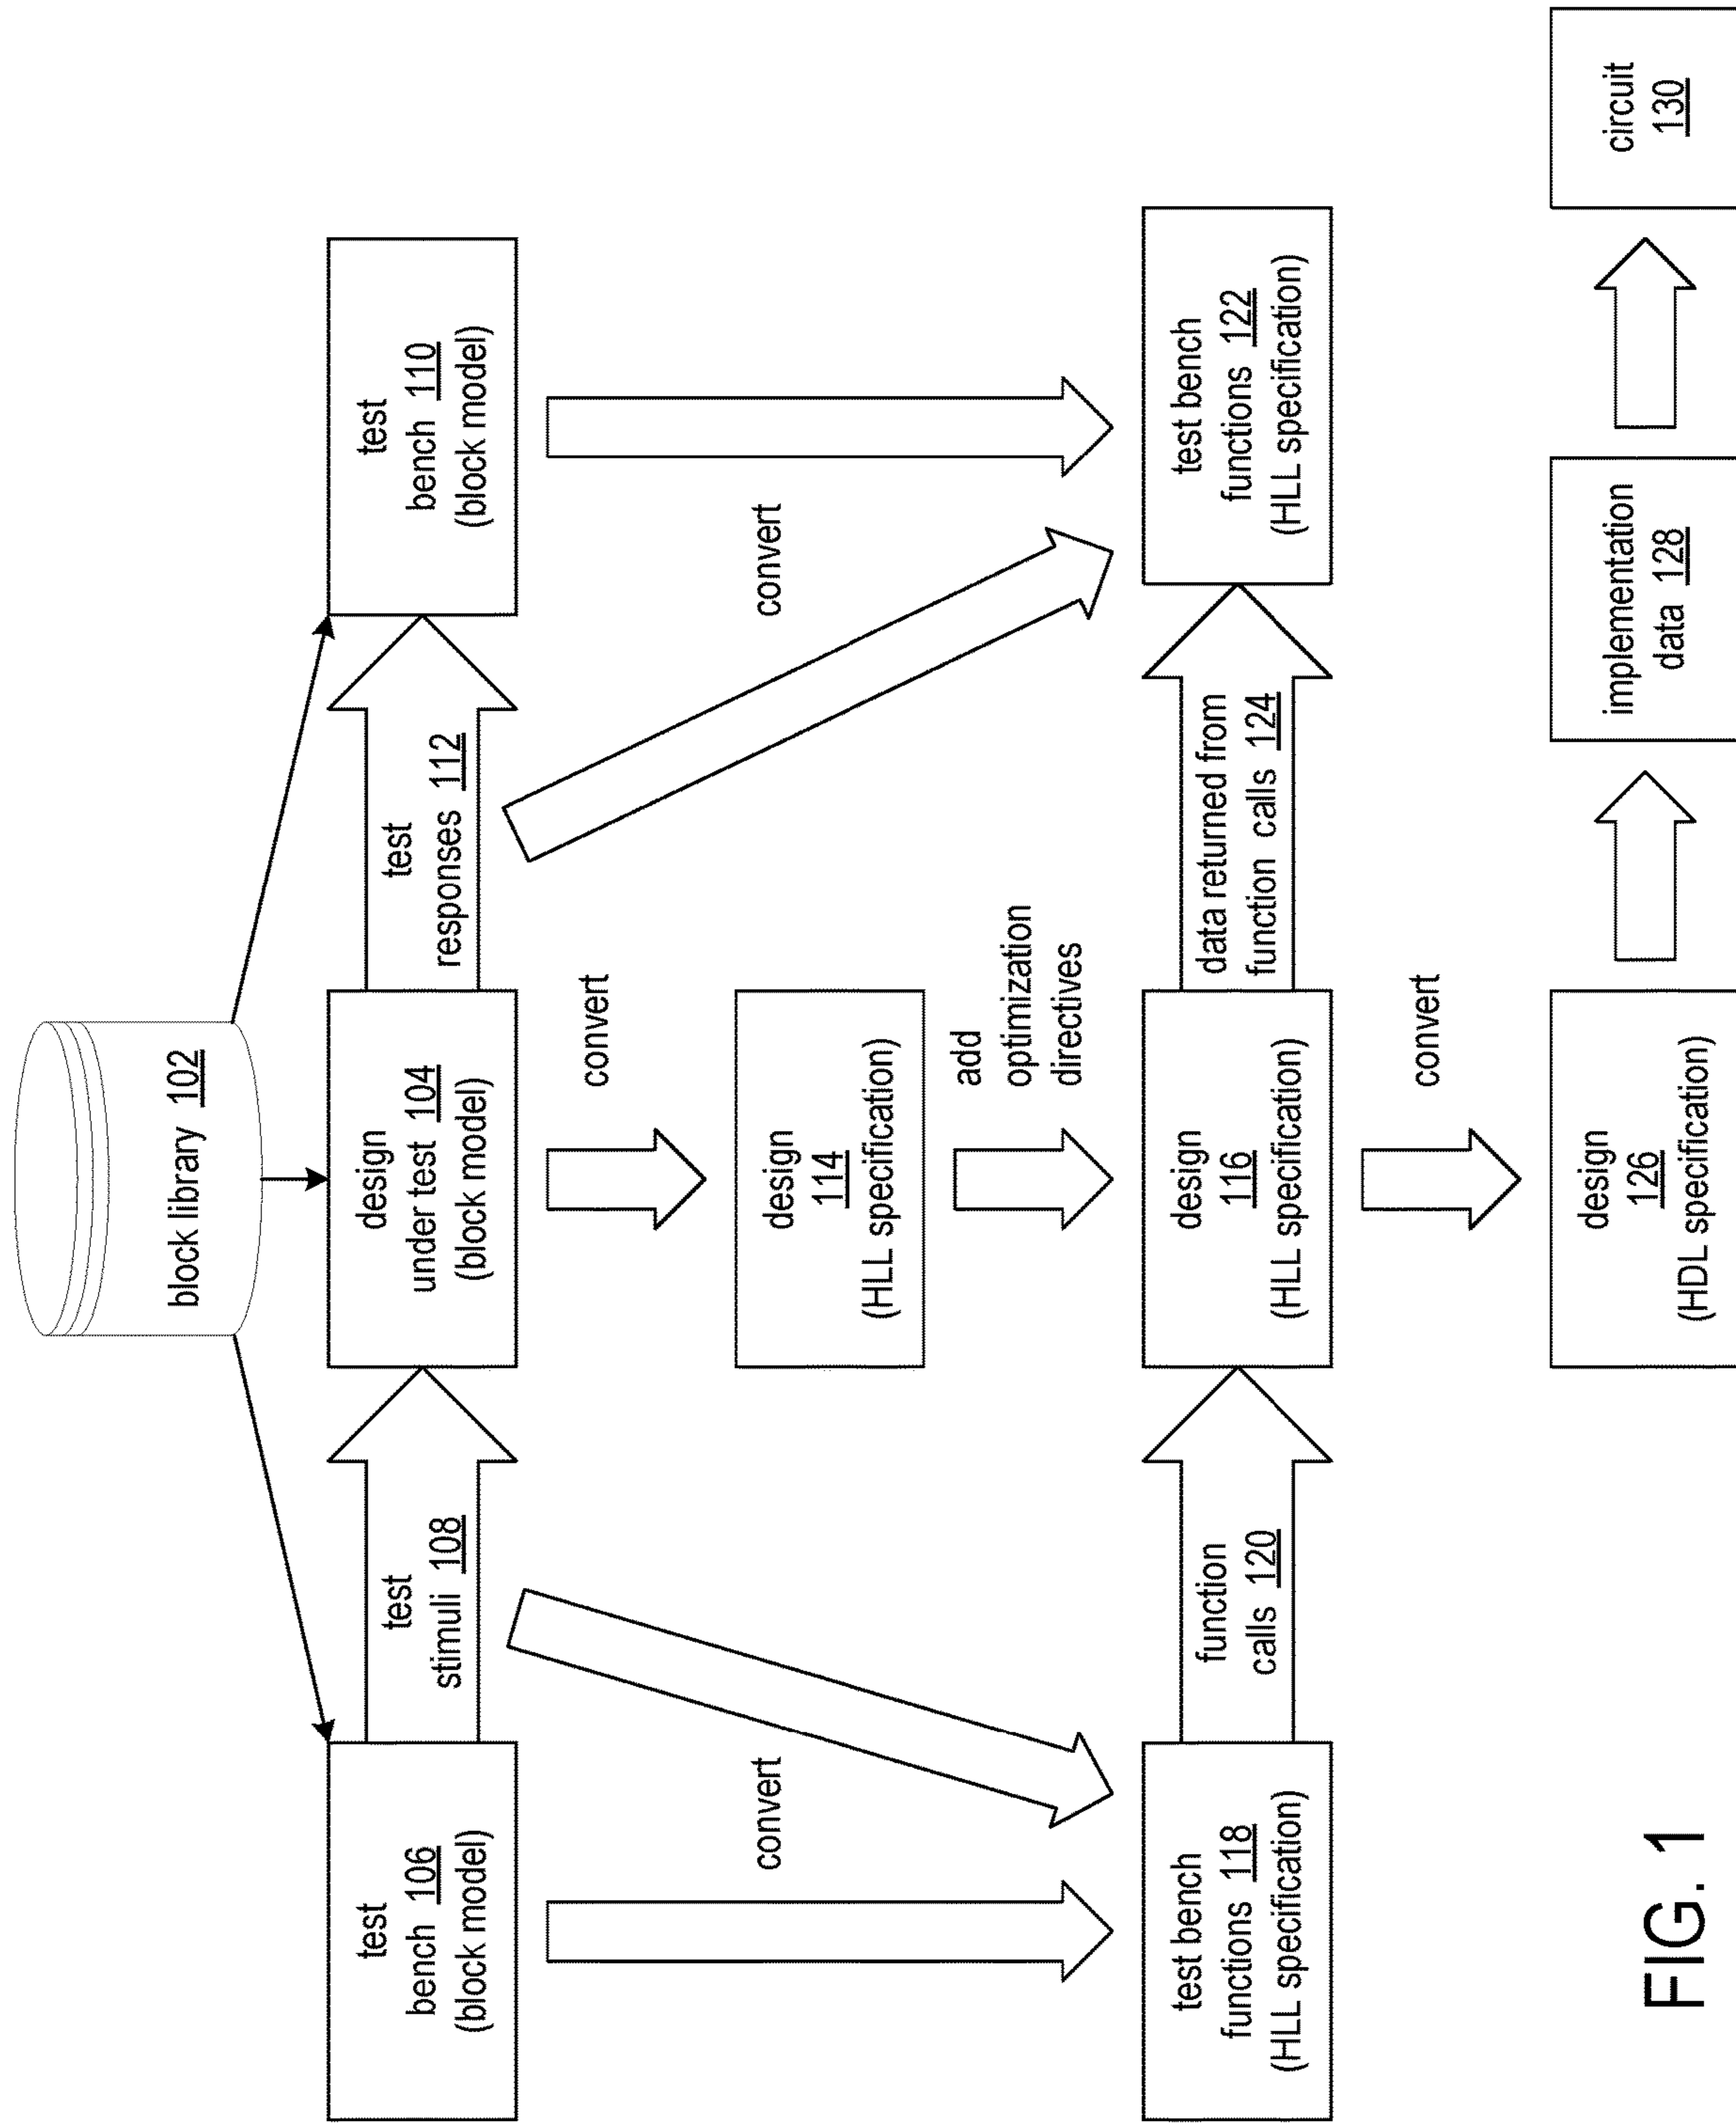 block library 102
test
bench 106
(block model)
test
stimuli 108
design
under test 104
(block model)
test
responses 112
test
bench 110
(block model)
convert
convert
convert
design
114
(HLL specification)
add
optimization
directives
test bench
functions 118
(HLL specification)
function
calls 120
design
116
(HLL specification)
data returned from
function calls 124
test bench
functions 122
(HLL specification)
convert
design
126
(HDL specification)
implementation
data 128
circuit
130
FIG. 1